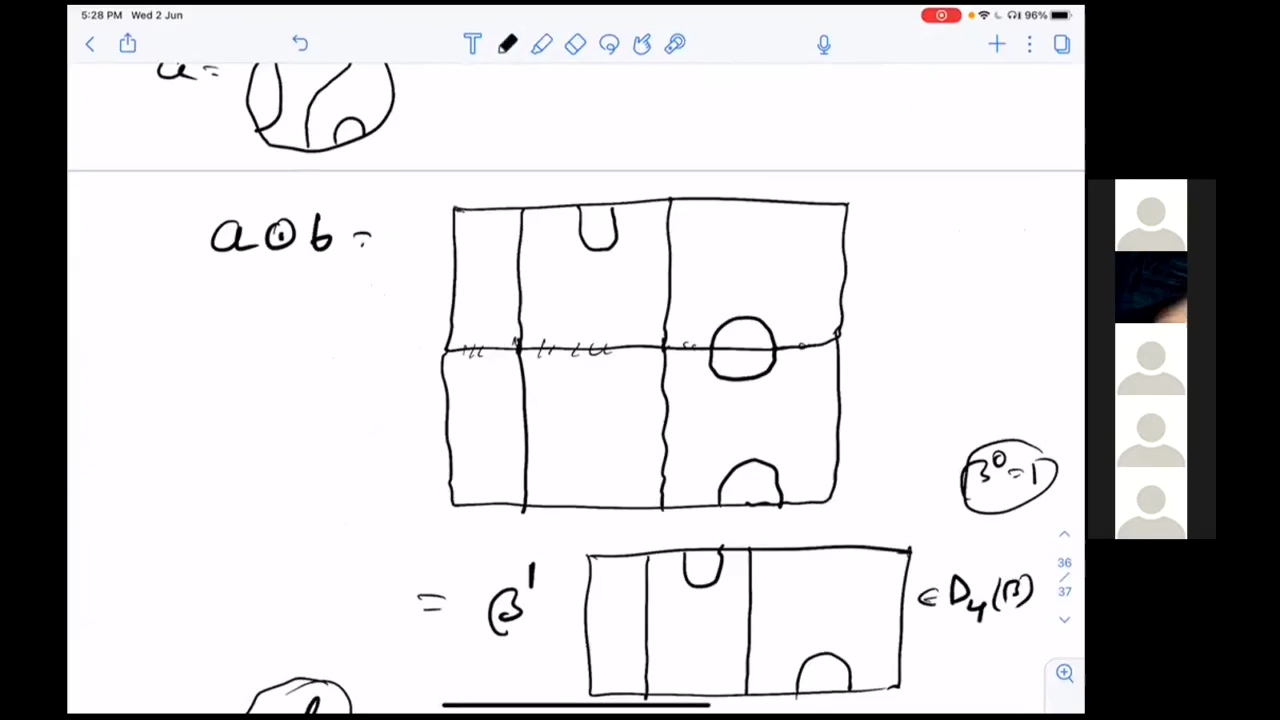 5:28 PM Wed 2 Jun
96%
T
a =
a ⊙ b =
β⁰ = 1
36
/
37
= β¹
∈ D₄(β)